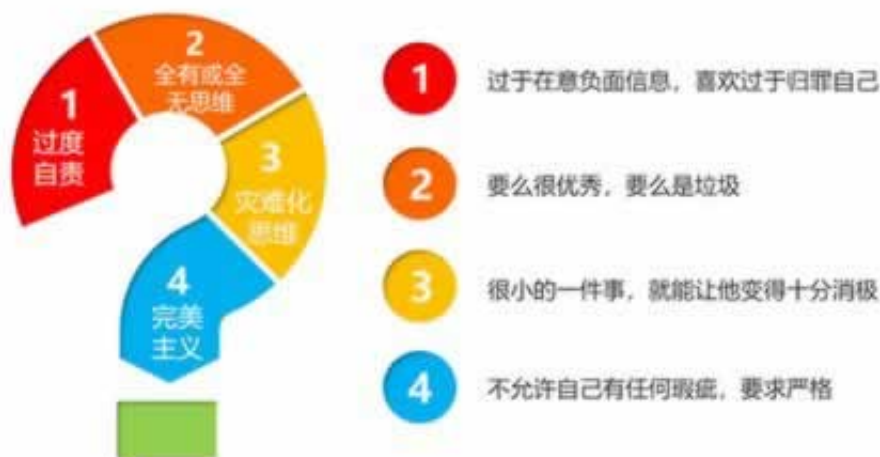 1
过度
自责
2
全有或全
无思维
3
灾难化
思维
4
完美
主义
1 过于在意负面信息，喜欢过于归罪自己
2 要么很优秀，要么是垃圾
3 很小的一件事，就能让他变得十分消极
4 不允许自己有任何瑕疵，要求严格